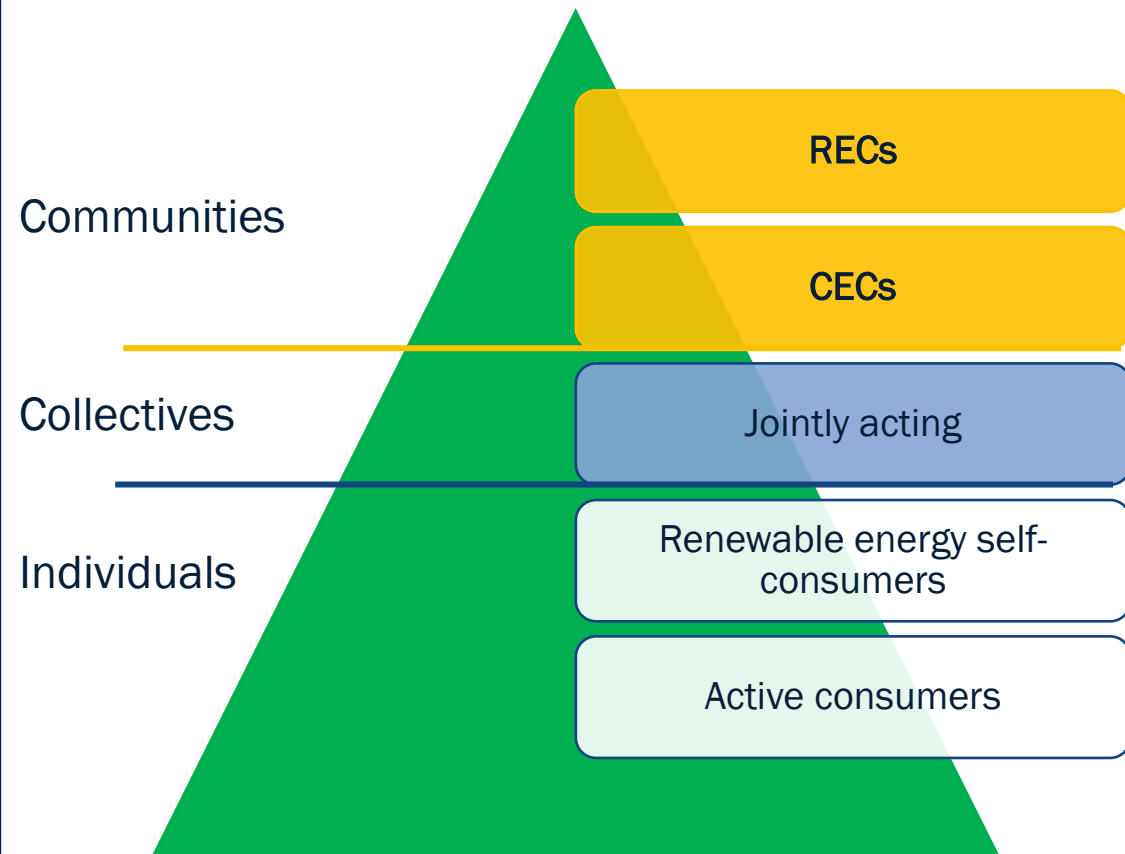 Communities
RECs
CECs
Collectives
Jointly acting
Individuals
Renewable energy self-
consumers
Active consumers